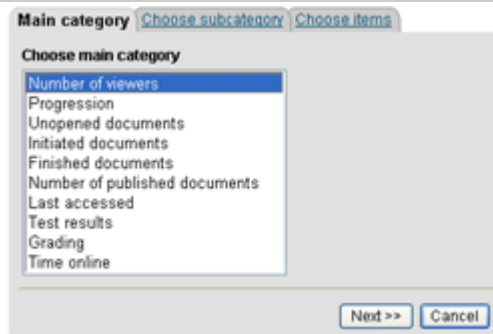 Main category Choose subcategory Choose items
Choose main category
Number of viewers
Progression
Unopened documents
Initiated documents
Finished documents
Number of published documents
Last accessed
Test results
Grading
Time online
Next >> Cancel